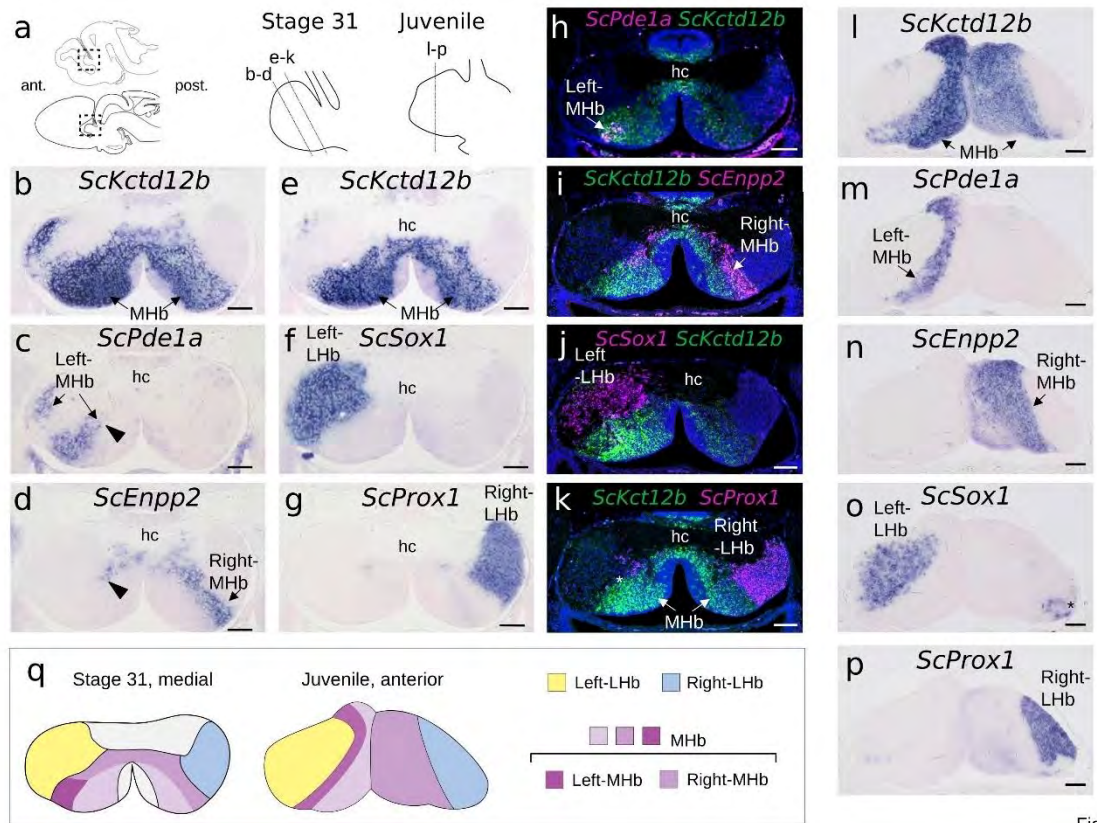 a
Stage 31
Juvenile
l-p
e-k
b-d
ant.
post.
b
ScKctd12b
MHb
e
ScKctd12b
hc
MHb
c
ScPde1a
Left-
MHb
hc
f
ScSox1
Left-
LHb
hc
d
ScEnpp2
hc
Right-
MHb
g
ScProx1
Right-
LHb
hc
h
ScPde1a ScKctd12b
hc
Left-
MHb
i
ScKctd12b ScEnpp2
hc
Right-
MHb
j
ScSox1 ScKctd12b
Left
-LHb
hc
k
ScKct12b ScProx1
hc
Right
-LHb
*
MHb
l
ScKctd12b
MHb
m
ScPde1a
Left-
MHb
n
ScEnpp2
Right-
MHb
o
ScSox1
Left-
LHb
*
p
ScProx1
Right-
LHb
q
Stage 31, medial
Juvenile, anterior
Left-LHb
Right-LHb
MHb
Left-MHb
Right-MHb